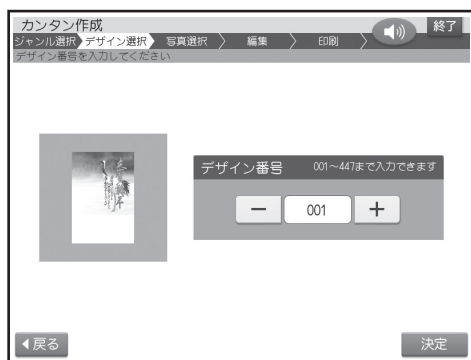 カンタン作成
終了
ジャンル選択 デザイン選択 写真選択 編集 印刷
デザイン番号を入力してください
デザイン番号 001～447まで入力できます
－ 001 ＋
◀戻る 決定